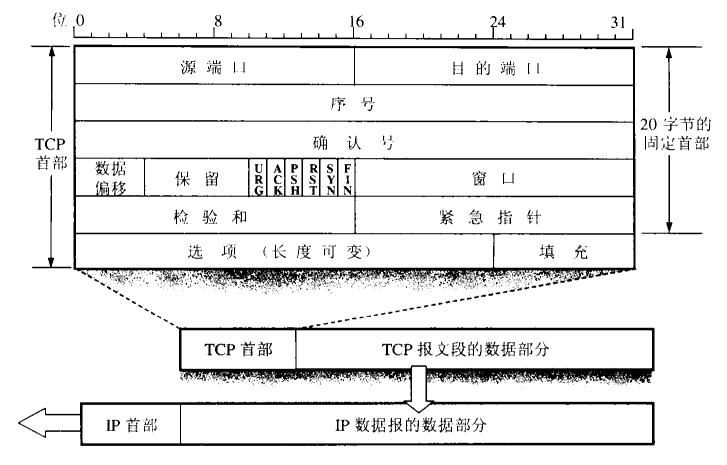 位 0 8 16 24 31
源端口 目的端口
序号
TCP 首部
确认号
20 字节的固定首部
数据偏移 保留 URG ACK PSH RST SYN FIN 窗口
检验和 紧急指针
选项 (长度可变) 填充
TCP 首部 TCP 报文段的数据部分
IP 首部 IP 数据报的数据部分